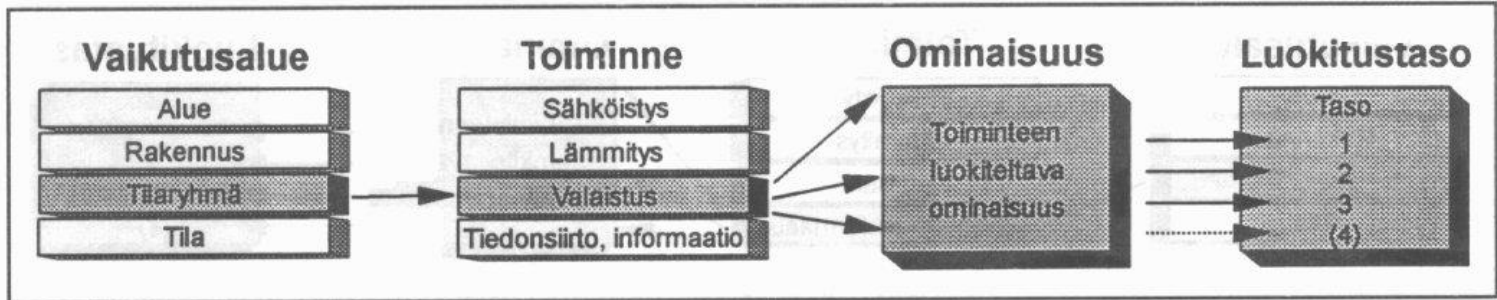 Vaikutusalue
Alue
Rakennus
Tilaryhmä
Tila
Toiminne
Sähköistys
Lämmitys
Valaistus
Tiedonsiirto, informaatio
Ominaisuus
Toiminteen
luokiteltava
ominaisuus
Luokitustaso
Taso
1
2
3
(4)